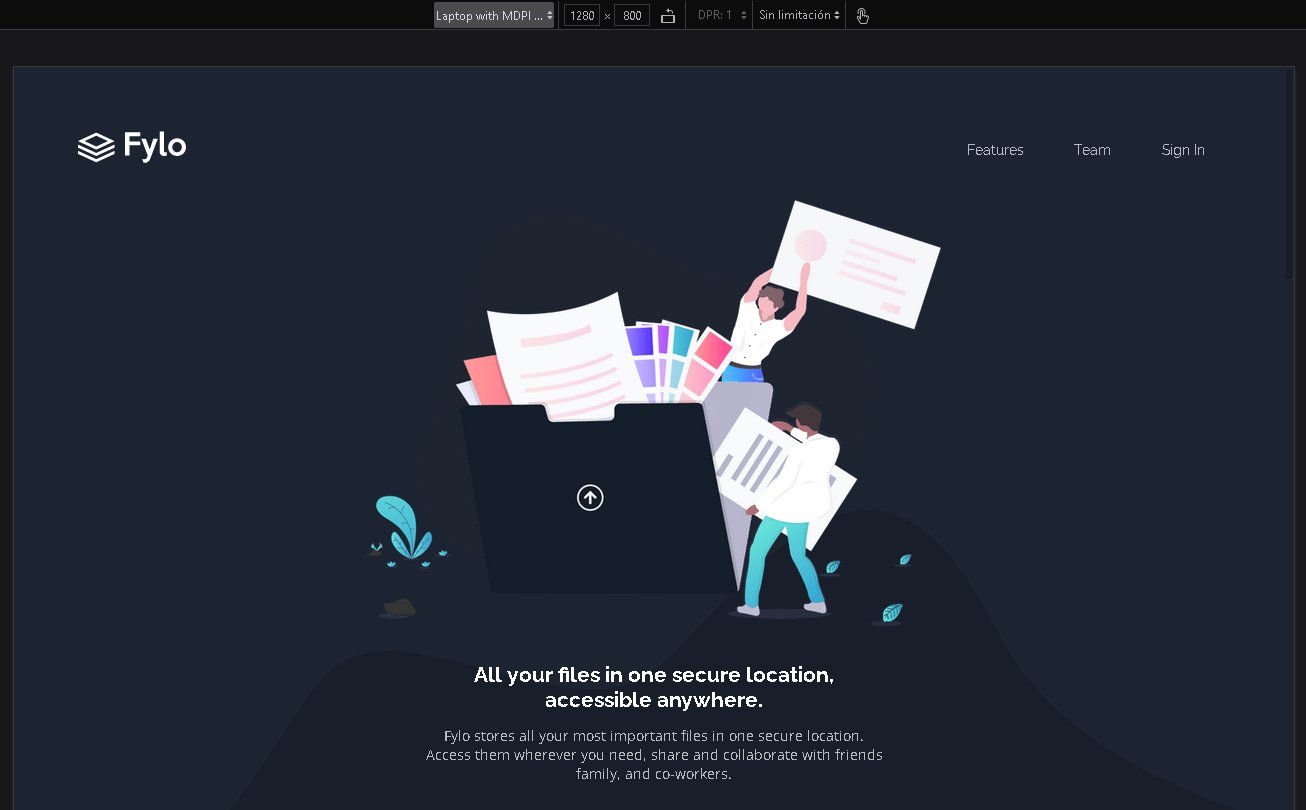 Laptop with MDPI ... 1280 × 800 DPR: 1 Sin limitación
Fylo
Features Team Sign In
All your files in one secure location,
accessible anywhere.
Fylo stores all your most important files in one secure location.
Access them wherever you need, share and collaborate with friends
family, and co-workers.